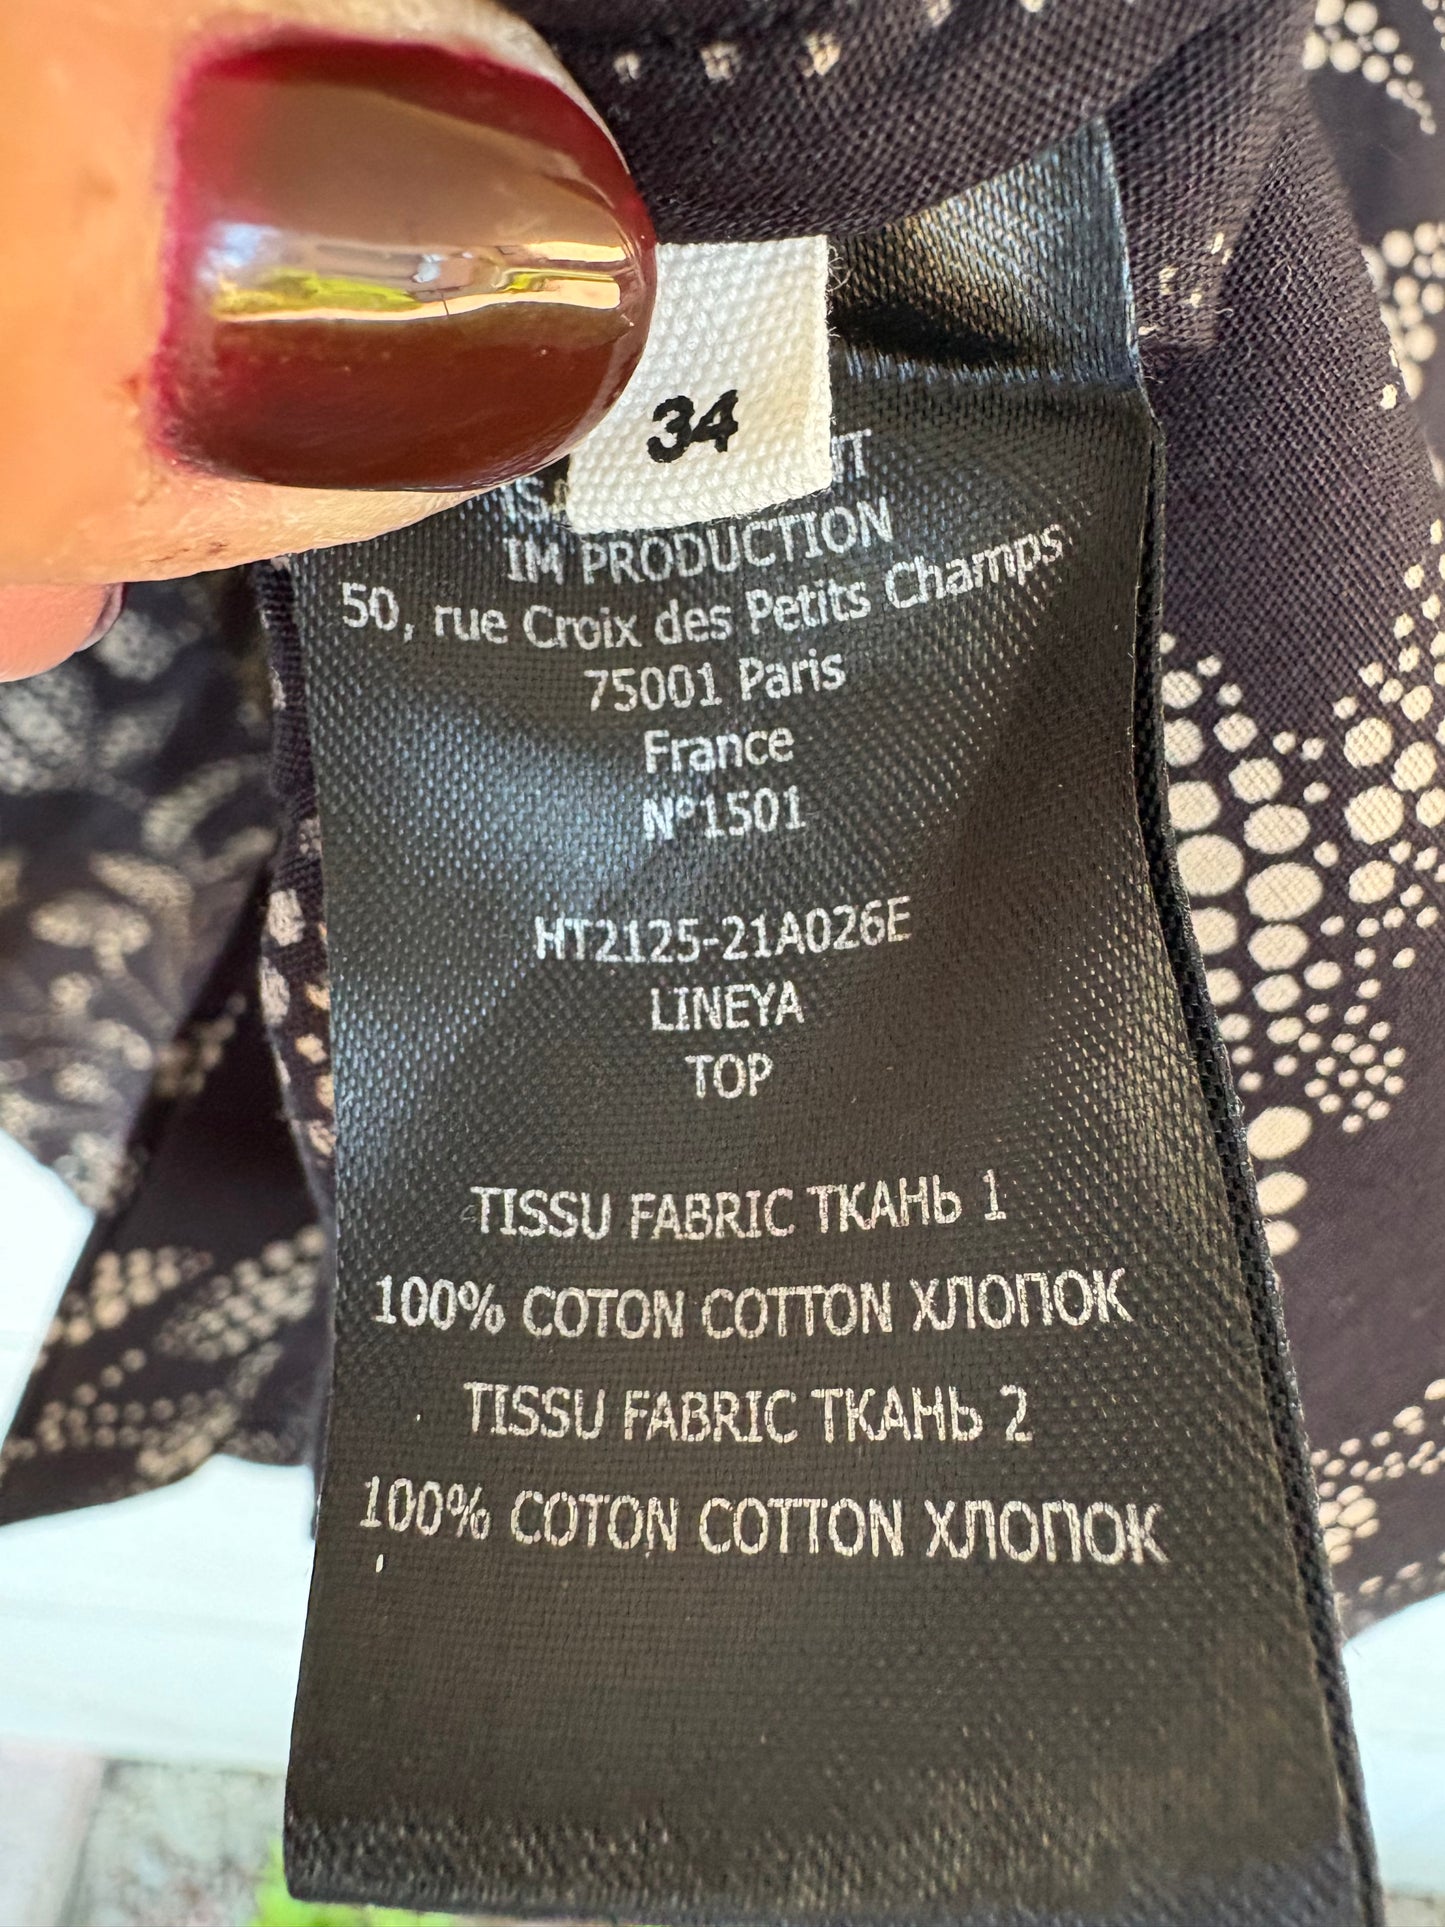 34
IM PRODUCTION
50, rue Croix des Petits Champs
75001 Paris
France
N°1501
HT2125-21A026E
LINEYA
TOP
TISSU FABRIC ТКАНЬ 1
100% COTON COTTON ХЛОПОК
TISSU FABRIC ТКАНЬ 2
100% COTON COTTON ХЛОПОК